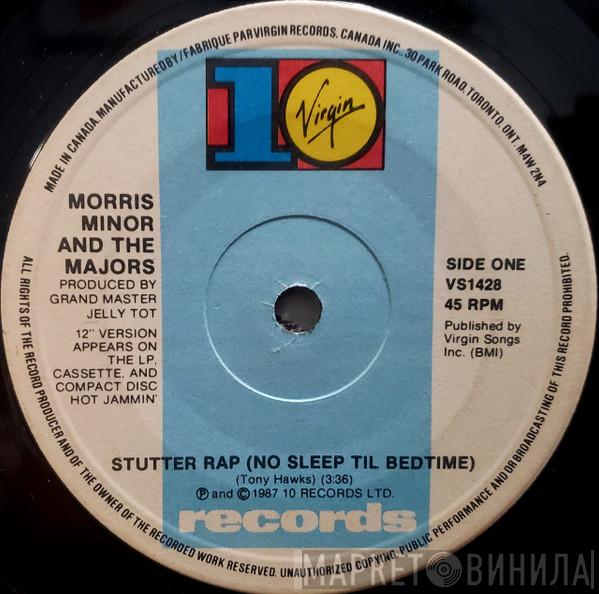 MADE IN CANADA. MANUFACTURED BY/FABRIQUE PAR VIRGIN RECORDS. CANADA INC., 30 PARK ROAD, TORONTO, ONT. M4W 2N4
10
Virgin
MORRIS
MINOR
AND THE
MAJORS
PRODUCED BY
GRAND MASTER
JELLY TOT
12" VERSION
APPEARS ON
THE LP,
CASSETTE, AND
COMPACT DISC
HOT JAMMIN'
SIDE ONE
VS1428
45 RPM
Published by
Virgin Songs
Inc. (BMI)
STUTTER RAP (NO SLEEP TIL BEDTIME)
(Tony Hawks) (3:36)
Ⓟ and © 1987 10 RECORDS LTD.
records
ALL RIGHTS OF THE RECORD PRODUCER AND OF THE OWNER OF THE RECORDED WORK RESERVED. UNAUTHORIZED COPYING, PUBLIC PERFORMANCE AND/OR BROADCASTING OF THIS RECORD PROHIBITED.
МАРКЕТ ВИНИЛА